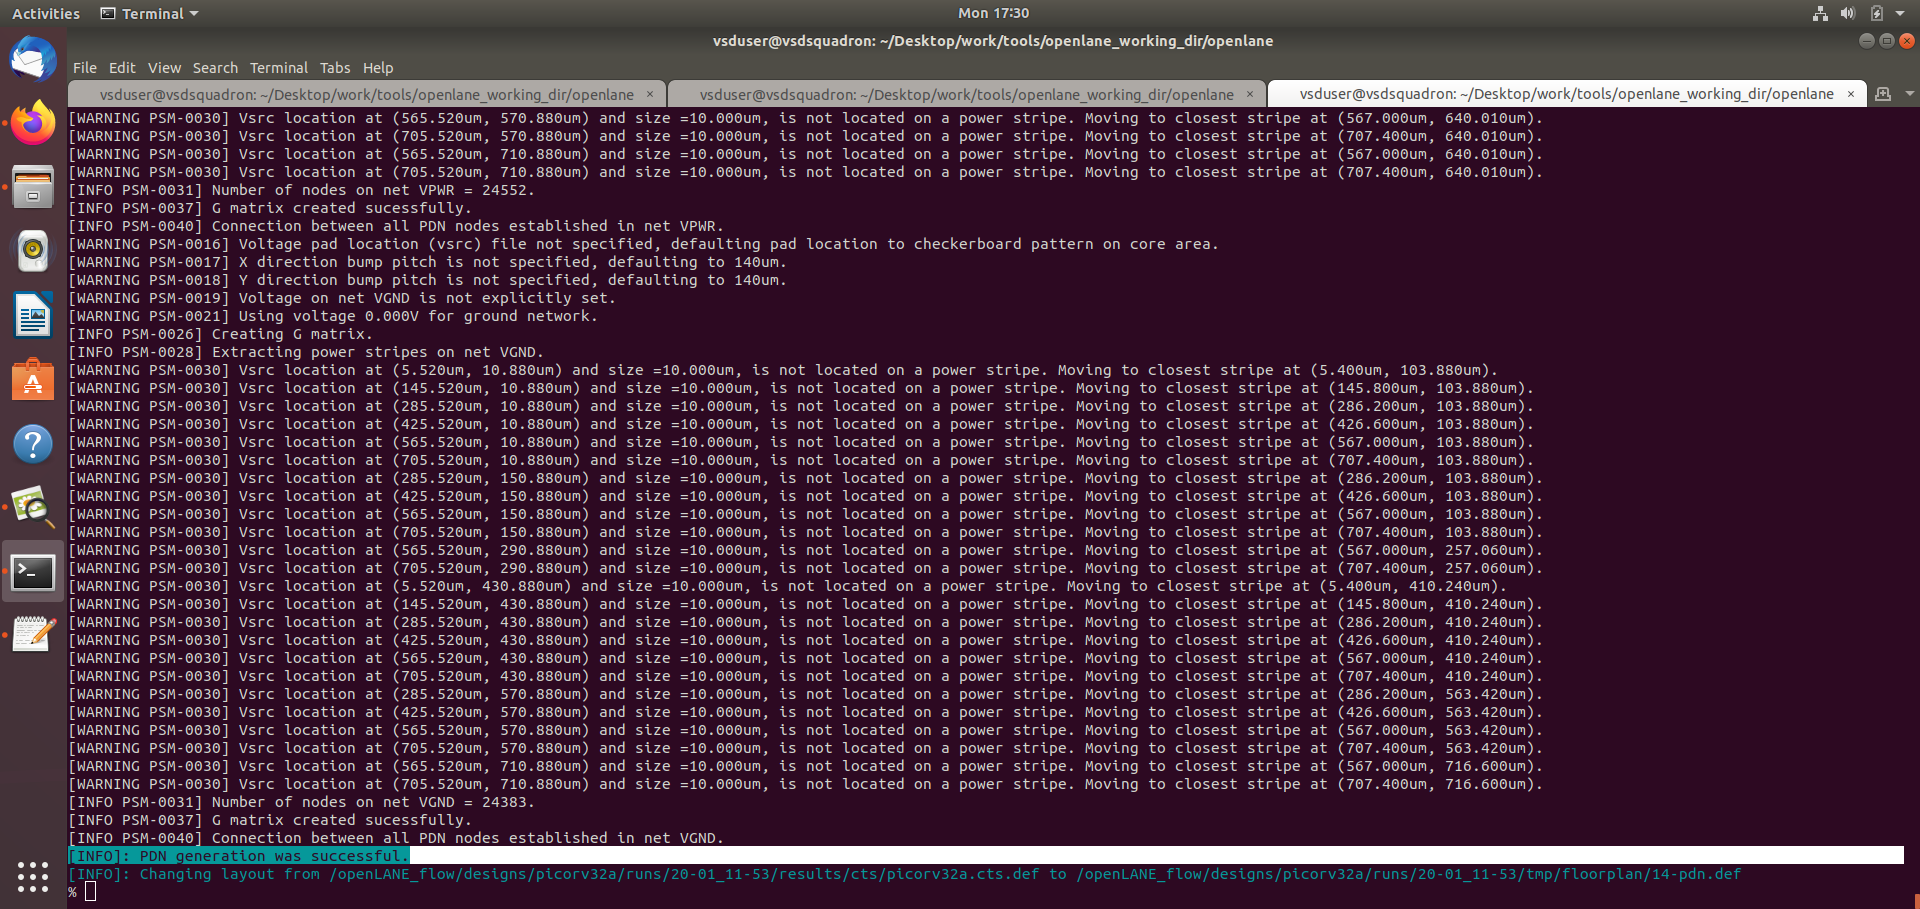 Activities
Terminal
Mon 17:30
vsduser@vsdsquadron: ~/Desktop/work/tools/openlane_working_dir/openlane
File Edit View Search Terminal Tabs Help
vsduser@vsdsquadron: ~/Desktop/work/tools/openlane_working_dir/openlane ×
vsduser@vsdsquadron: ~/Desktop/work/tools/openlane_working_dir/openlane ×
vsduser@vsdsquadron: ~/Desktop/work/tools/openlane_working_dir/openlane ×
[WARNING PSM-0030] Vsrc location at (565.520um, 570.880um) and size =10.000um, is not located on a power stripe. Moving to closest stripe at (567.000um, 640.010um).
[WARNING PSM-0030] Vsrc location at (705.520um, 570.880um) and size =10.000um, is not located on a power stripe. Moving to closest stripe at (707.400um, 640.010um).
[WARNING PSM-0030] Vsrc location at (565.520um, 710.880um) and size =10.000um, is not located on a power stripe. Moving to closest stripe at (567.000um, 640.010um).
[WARNING PSM-0030] Vsrc location at (705.520um, 710.880um) and size =10.000um, is not located on a power stripe. Moving to closest stripe at (707.400um, 640.010um).
[INFO PSM-0031] Number of nodes on net VPWR = 24552.
[INFO PSM-0037] G matrix created sucessfully.
[INFO PSM-0040] Connection between all PDN nodes established in net VPWR.
[WARNING PSM-0016] Voltage pad location (vsrc) file not specified, defaulting pad location to checkerboard pattern on core area.
[WARNING PSM-0017] X direction bump pitch is not specified, defaulting to 140um.
[WARNING PSM-0018] Y direction bump pitch is not specified, defaulting to 140um.
[WARNING PSM-0019] Voltage on net VGND is not explicitly set.
[WARNING PSM-0021] Using voltage 0.000V for ground network.
[INFO PSM-0026] Creating G matrix.
[INFO PSM-0028] Extracting power stripes on net VGND.
[WARNING PSM-0030] Vsrc location at (5.520um, 10.880um) and size =10.000um, is not located on a power stripe. Moving to closest stripe at (5.400um, 103.880um).
[WARNING PSM-0030] Vsrc location at (145.520um, 10.880um) and size =10.000um, is not located on a power stripe. Moving to closest stripe at (145.800um, 103.880um).
[WARNING PSM-0030] Vsrc location at (285.520um, 10.880um) and size =10.000um, is not located on a power stripe. Moving to closest stripe at (286.200um, 103.880um).
[WARNING PSM-0030] Vsrc location at (425.520um, 10.880um) and size =10.000um, is not located on a power stripe. Moving to closest stripe at (426.600um, 103.880um).
[WARNING PSM-0030] Vsrc location at (565.520um, 10.880um) and size =10.000um, is not located on a power stripe. Moving to closest stripe at (567.000um, 103.880um).
[WARNING PSM-0030] Vsrc location at (705.520um, 10.880um) and size =10.000um, is not located on a power stripe. Moving to closest stripe at (707.400um, 103.880um).
[WARNING PSM-0030] Vsrc location at (285.520um, 150.880um) and size =10.000um, is not located on a power stripe. Moving to closest stripe at (286.200um, 103.880um).
[WARNING PSM-0030] Vsrc location at (425.520um, 150.880um) and size =10.000um, is not located on a power stripe. Moving to closest stripe at (426.600um, 103.880um).
[WARNING PSM-0030] Vsrc location at (565.520um, 150.880um) and size =10.000um, is not located on a power stripe. Moving to closest stripe at (567.000um, 103.880um).
[WARNING PSM-0030] Vsrc location at (705.520um, 150.880um) and size =10.000um, is not located on a power stripe. Moving to closest stripe at (707.400um, 103.880um).
[WARNING PSM-0030] Vsrc location at (565.520um, 290.880um) and size =10.000um, is not located on a power stripe. Moving to closest stripe at (567.000um, 257.060um).
[WARNING PSM-0030] Vsrc location at (705.520um, 290.880um) and size =10.000um, is not located on a power stripe. Moving to closest stripe at (707.400um, 257.060um).
[WARNING PSM-0030] Vsrc location at (5.520um, 430.880um) and size =10.000um, is not located on a power stripe. Moving to closest stripe at (5.400um, 410.240um).
[WARNING PSM-0030] Vsrc location at (145.520um, 430.880um) and size =10.000um, is not located on a power stripe. Moving to closest stripe at (145.800um, 410.240um).
[WARNING PSM-0030] Vsrc location at (285.520um, 430.880um) and size =10.000um, is not located on a power stripe. Moving to closest stripe at (286.200um, 410.240um).
[WARNING PSM-0030] Vsrc location at (425.520um, 430.880um) and size =10.000um, is not located on a power stripe. Moving to closest stripe at (426.600um, 410.240um).
[WARNING PSM-0030] Vsrc location at (565.520um, 430.880um) and size =10.000um, is not located on a power stripe. Moving to closest stripe at (567.000um, 410.240um).
[WARNING PSM-0030] Vsrc location at (705.520um, 430.880um) and size =10.000um, is not located on a power stripe. Moving to closest stripe at (707.400um, 410.240um).
[WARNING PSM-0030] Vsrc location at (285.520um, 570.880um) and size =10.000um, is not located on a power stripe. Moving to closest stripe at (286.200um, 563.420um).
[WARNING PSM-0030] Vsrc location at (425.520um, 570.880um) and size =10.000um, is not located on a power stripe. Moving to closest stripe at (426.600um, 563.420um).
[WARNING PSM-0030] Vsrc location at (565.520um, 570.880um) and size =10.000um, is not located on a power stripe. Moving to closest stripe at (567.000um, 563.420um).
[WARNING PSM-0030] Vsrc location at (705.520um, 570.880um) and size =10.000um, is not located on a power stripe. Moving to closest stripe at (707.400um, 563.420um).
[WARNING PSM-0030] Vsrc location at (565.520um, 710.880um) and size =10.000um, is not located on a power stripe. Moving to closest stripe at (567.000um, 716.600um).
[WARNING PSM-0030] Vsrc location at (705.520um, 710.880um) and size =10.000um, is not located on a power stripe. Moving to closest stripe at (707.400um, 716.600um).
[INFO PSM-0031] Number of nodes on net VGND = 24383.
[INFO PSM-0037] G matrix created sucessfully.
[INFO PSM-0040] Connection between all PDN nodes established in net VGND.
[INFO]: PDN generation was successful.
[INFO]: Changing layout from /openLANE_flow/designs/picorv32a/runs/20-01_11-53/results/cts/picorv32a.cts.def to /openLANE_flow/designs/picorv32a/runs/20-01_11-53/tmp/floorplan/14-pdn.def
%